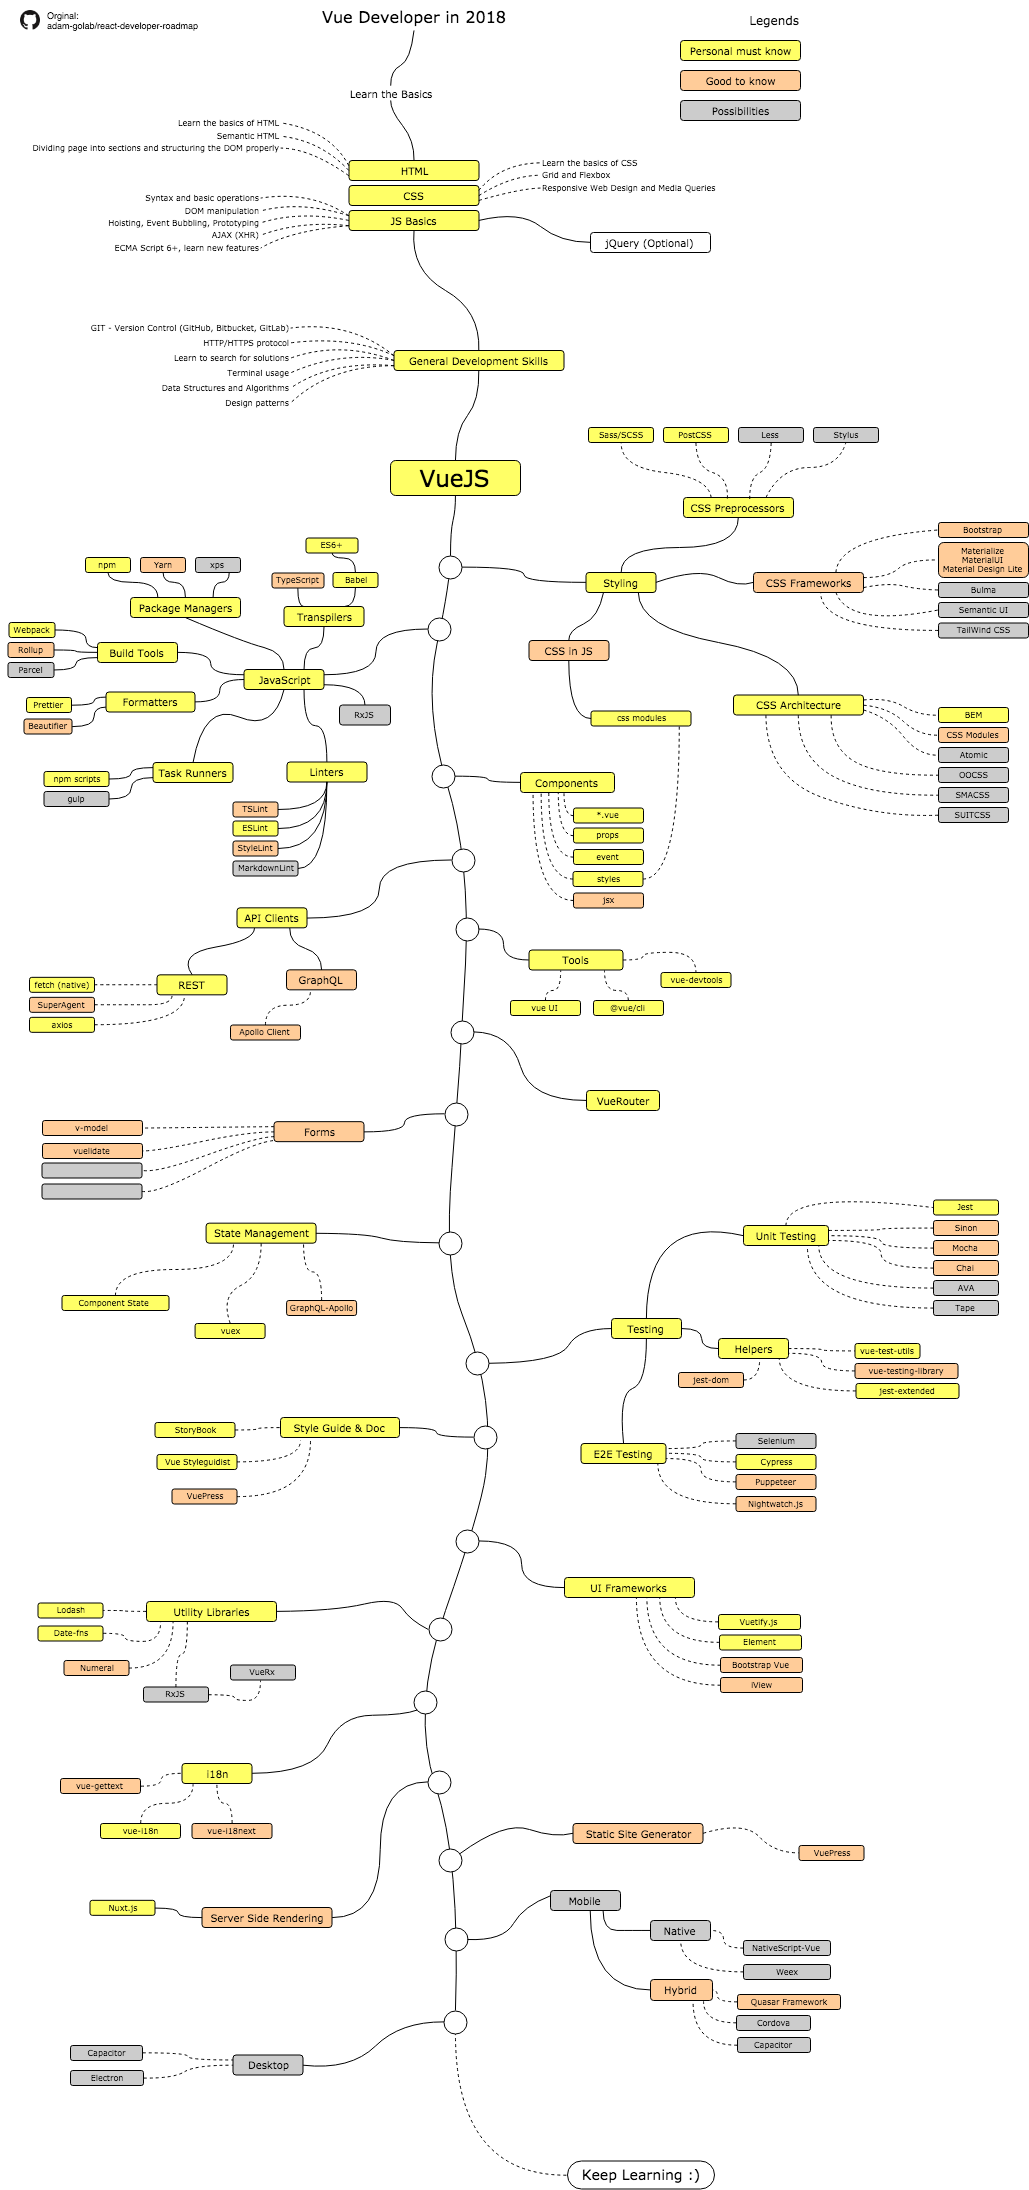 Orginal:
adam-golab/react-developer-roadmap
Vue Developer in 2018
Legends
Personal must know
Good to know
Possibilities
Learn the Basics
Learn the basics of HTML
Semantic HTML
Dividing page into sections and structuring the DOM properly
HTML
CSS
JS Basics
Learn the basics of CSS
Grid and Flexbox
Responsive Web Design and Media Queries
Syntax and basic operations
DOM manipulation
Hoisting, Event Bubbling, Prototyping
AJAX (XHR)
ECMA Script 6+, learn new features
jQuery (Optional)
GIT - Version Control (GitHub, Bitbucket, GitLab)
HTTP/HTTPS protocol
Learn to search for solutions
Terminal usage
Data Structures and Algorithms
Design patterns
General Development Skills
VueJS
Sass/SCSS
PostCSS
Less
Stylus
CSS Preprocessors
Styling
CSS Frameworks
Bootstrap
Materialize
MaterialUI
Material Design Lite
Bulma
Semantic UI
TailWind CSS
CSS in JS
css modules
CSS Architecture
BEM
CSS Modules
Atomic
OOCSS
SMACSS
SUITCSS
ES6+
npm
Yarn
xps
TypeScript
Babel
Package Managers
Transpilers
Webpack
Rollup
Parcel
Build Tools
JavaScript
Prettier
Beautifier
Formatters
RxJS
npm scripts
gulp
Task Runners
Linters
TSLint
ESLint
StyleLint
MarkdownLint
Components
*.vue
props
event
styles
jsx
API Clients
REST
GraphQL
fetch (native)
SuperAgent
axios
Apollo Client
Tools
vue-devtools
vue UI
@vue/cli
VueRouter
Forms
v-model
vuelidate
State Management
Component State
vuex
GraphQL-Apollo
Unit Testing
Jest
Sinon
Mocha
Chai
AVA
Tape
Testing
Helpers
vue-test-utils
vue-testing-library
jest-dom
jest-extended
E2E Testing
Selenium
Cypress
Puppeteer
Nightwatch.js
StoryBook
Style Guide & Doc
Vue Styleguidist
VuePress
UI Frameworks
Vuetify.js
Element
Bootstrap Vue
iView
Lodash
Utility Libraries
Date-fns
Numeral
VueRx
RxJS
i18n
vue-gettext
vue-i18n
vue-i18next
Static Site Generator
VuePress
Nuxt.js
Server Side Rendering
Mobile
Native
NativeScript-Vue
Weex
Hybrid
Quasar Framework
Cordova
Capacitor
Capacitor
Electron
Desktop
Keep Learning :)